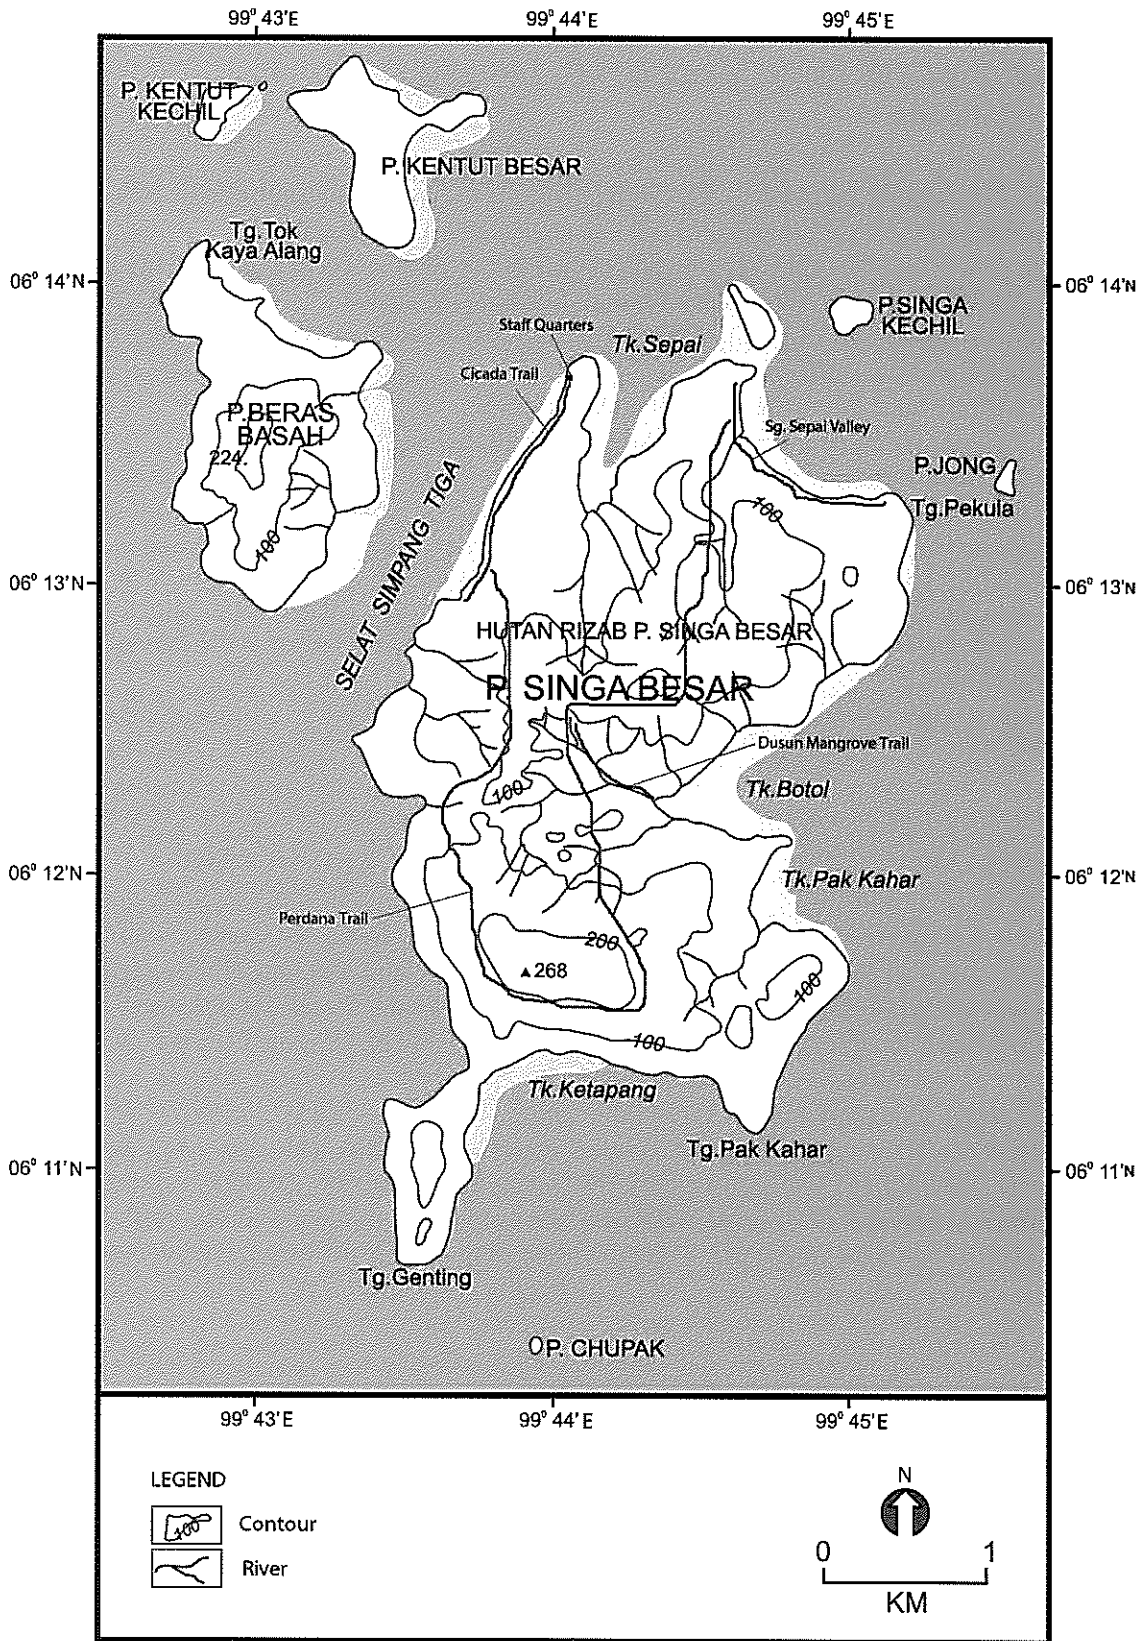 99° 43'E
99° 44'E
99° 45'E
P. KENTUT
KECHIL
P. KENTUT BESAR
Tg.Tok
Kaya Alang
06° 14'N
06° 14'N
P.SINGA
KECHIL
Staff Quarters
Tk.Sepai
Cicada Trail
P.BERAS
BASAH
Sg. Sepai Valley
224.
P.JONG
SELAT SIMPANG TIGA
100
Tg.Pekula
100
06° 13'N
06° 13'N
HUTAN RIZAB P. SINGA BESAR
P. SINGA BESAR
Dusun Mangrove Trail
100
Tk.Botol
06° 12'N
06° 12'N
Tk.Pak Kahar
Perdana Trail
200
268
100
100
Tk.Ketapang
Tg.Pak Kahar
06° 11'N
06° 11'N
Tg.Genting
P. CHUPAK
99° 43'E
99° 44'E
99° 45'E
LEGEND
100
Contour
River
N
0 1
KM